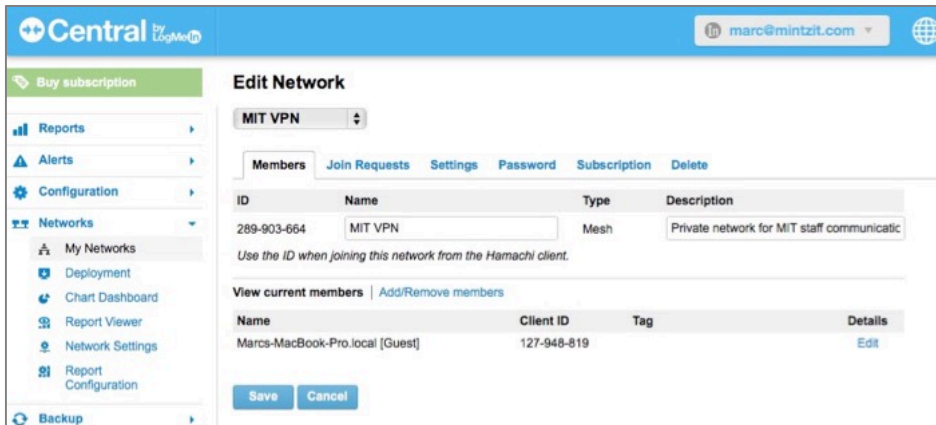 Central by LogMeIn
marc@mintzit.com
Buy subscription
Reports
Alerts
Configuration
Networks
My Networks
Deployment
Chart Dashboard
Report Viewer
Network Settings
Report
Configuration
Backup
Edit Network
MIT VPN
Members Join Requests Settings Password Subscription Delete
ID Name Type Description
289-903-664 MIT VPN Mesh Private network for MIT staff communicatic
Use the ID when joining this network from the Hamachi client.
View current members | Add/Remove members
Name Client ID Tag Details
Marcs-MacBook-Pro.local [Guest] 127-948-819 Edit
Save Cancel